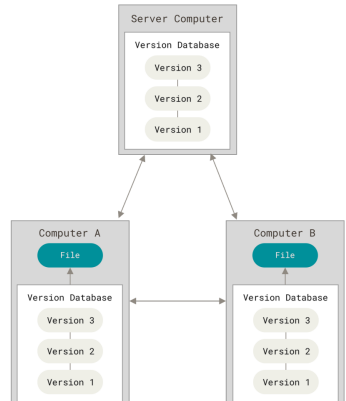 Server Computer
Version Database
Version 3
Version 2
Version 1
Computer A
File
Version Database
Version 3
Version 2
Version 1
Computer B
File
Version Database
Version 3
Version 2
Version 1